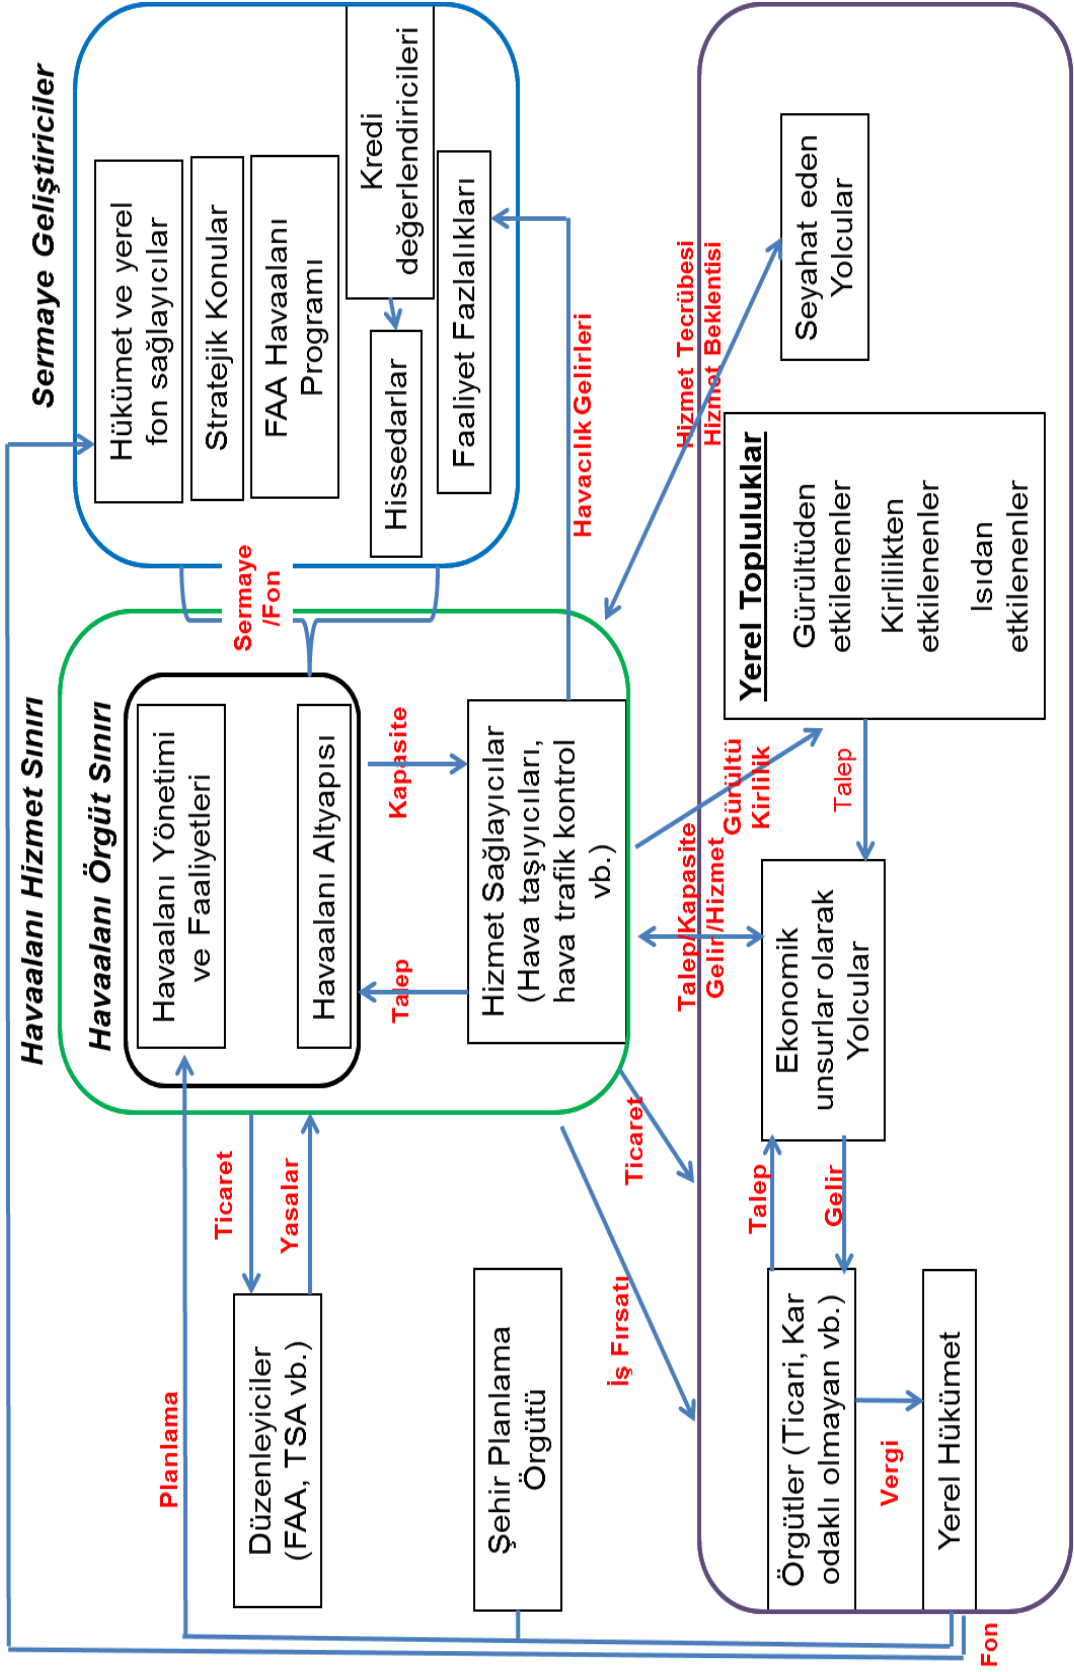 Havaalanı Hizmet Sınırı
Havaalanı Örgüt Sınırı
Sermaye Geliştiriciler
Planlama
Düzenleyiciler
(FAA, TSA vb.)
Ticaret
Yasalar
Şehir Planlama
Örgütü
Havaalanı Yönetimi
ve Faaliyetleri
Havaalanı Altyapısı
Talep
Kapasite
Hizmet Sağlayıcılar
(Hava taşıyıcıları,
hava trafik kontrol
vb.)
Sermaye
/Fon
Hükümet ve yerel
fon sağlayıcılar
Stratejik Konular
FAA Havaalanı
Programı
Kredi
değerlendiricileri
Hissedarlar
Faaliyet Fazlalıkları
Havacılık Gelirleri
İş Fırsatı
Ticaret
Talep/Kapasite
Gelir/Hizmet
Gürültü
Kirlilik
Hizmet Tecrübesi
Hizmet Beklentisi
Örgütler (Ticari, Kar
odaklı olmayan vb.)
Talep
Gelir
Vergi
Yerel Hükümet
Fon
Ekonomik
unsurlar olarak
Yolcular
Talep
Yerel Topluluklar
Gürültüden
etkilenenler
Kirlilikten
etkilenenler
Isıdan
etkilenenler
Seyahat eden
Yolcular